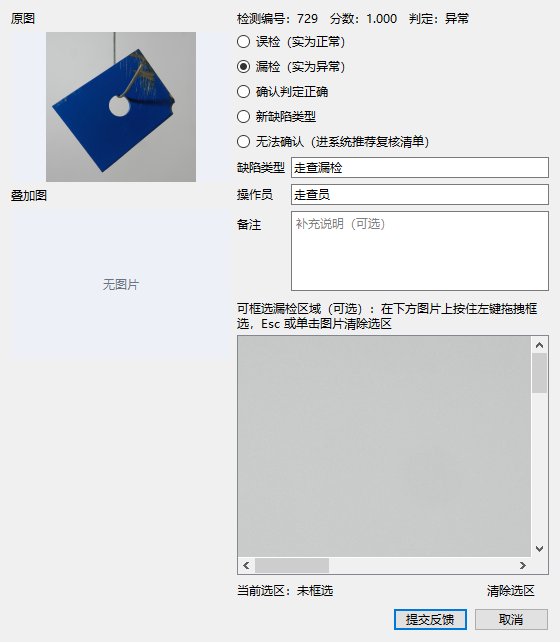 原图
检测编号：729 分数：1.000 判定：异常
误检（实为正常）
漏检（实为异常）
确认判定正确
新缺陷类型
无法确认（进系统推荐复核清单）
缺陷类型 走查漏检
叠加图
操作员 走查员
备注 补充说明（可选）
无图片
可框选漏检区域（可选）：在下方图片上按住左键拖拽框
选，Esc 或单击图片清除选区
当前选区：未框选 清除选区
提交反馈 取消